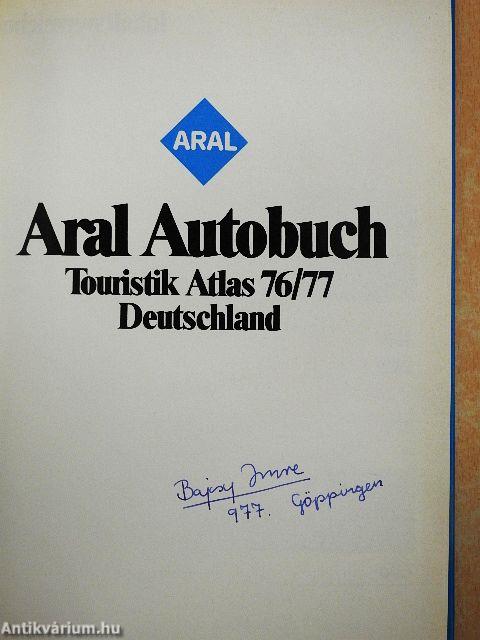 ARAL
Aral Autobuch
Touristik Atlas 76/77
Deutschland
Bajsy Imre
977. Göppingen
Antikvárium.hu